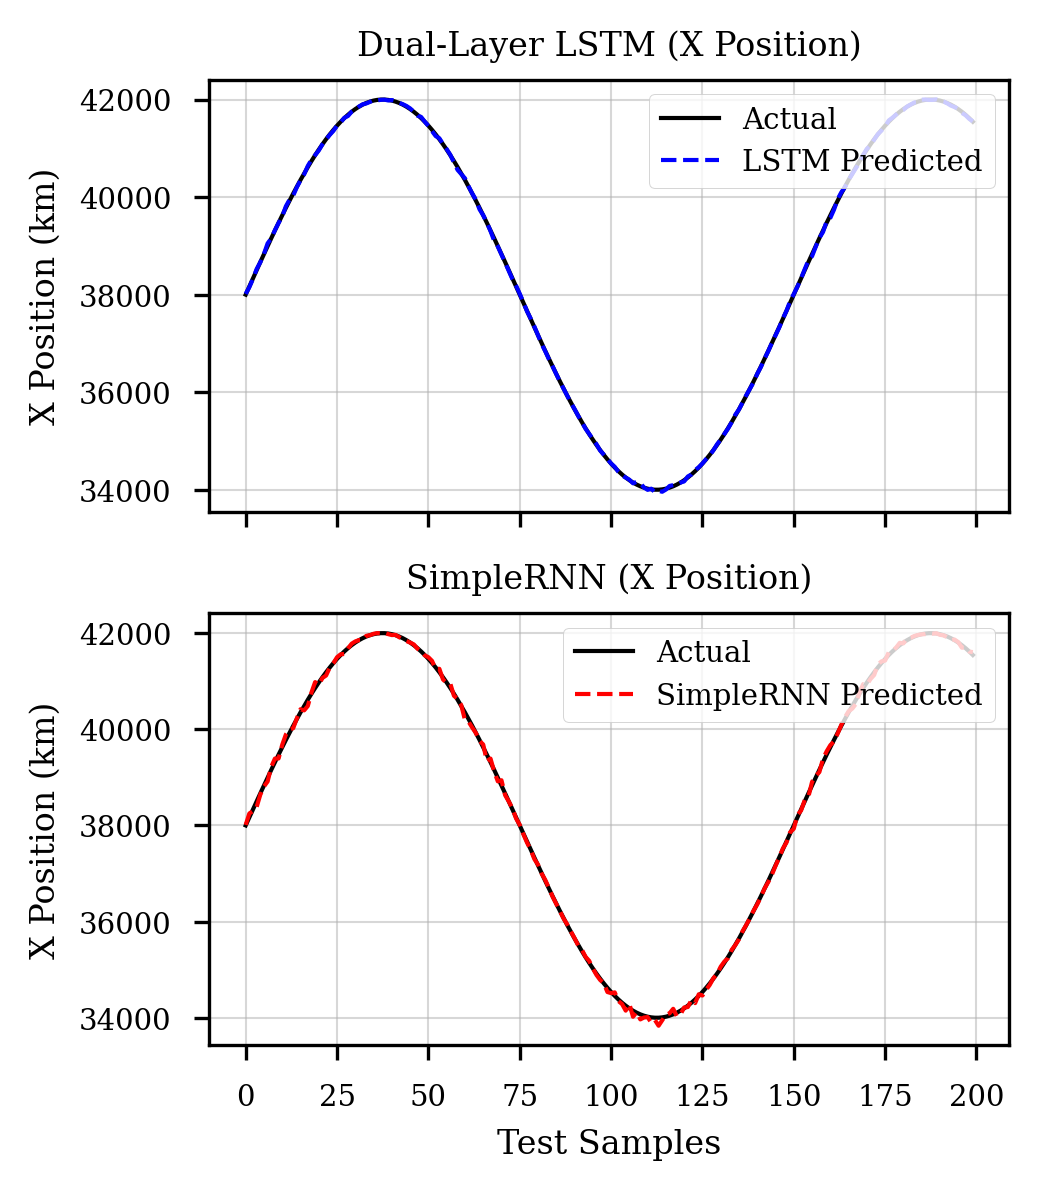 Dual-Layer LSTM (X Position)
42000
40000
38000
36000
34000
X Position (km)
Actual
LSTM Predicted
SimpleRNN (X Position)
42000
40000
38000
36000
34000
X Position (km)
Actual
SimpleRNN Predicted
0 25 50 75 100 125 150 175 200
Test Samples